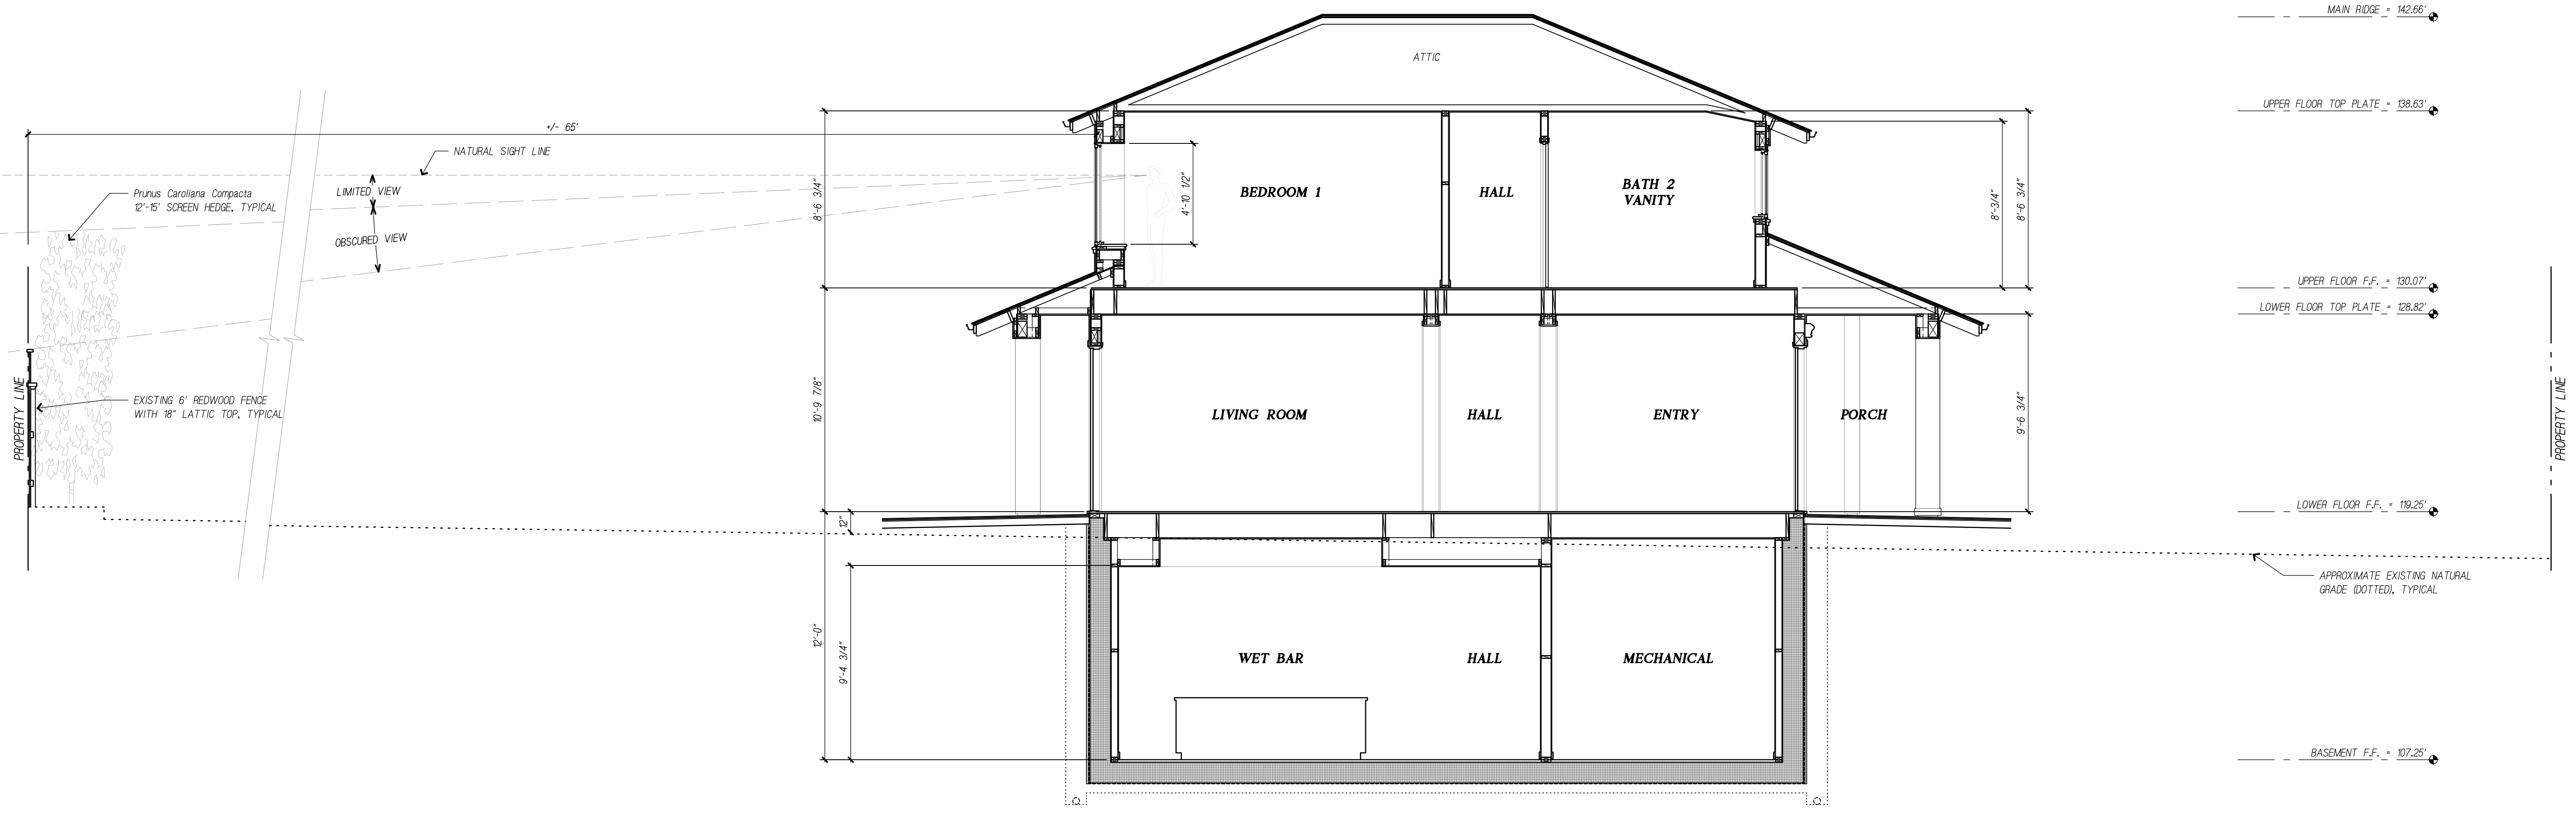 MAIN RIDGE = 142.66'
ATTIC
UPPER FLOOR TOP PLATE = 138.63'
+/- 65'
NATURAL SIGHT LINE
LIMITED VIEW
Prunus Caroliana Compacta
12'-15' SCREEN HEDGE, TYPICAL
OBSCURED VIEW
8'-6 3/4"
4'-10 1/2"
BEDROOM 1
HALL
BATH 2
VANITY
8'-3/4"
8'-6 3/4"
UPPER FLOOR F.F. = 130.07'
LOWER FLOOR TOP PLATE = 128.82'
PROPERTY LINE
EXISTING 6' REDWOOD FENCE
WITH 18" LATTIC TOP, TYPICAL
10'-9 7/8"
LIVING ROOM
HALL
ENTRY
PORCH
9'-6 3/4"
PROPERTY LINE
LOWER FLOOR F.F. = 119.25'
12"
APPROXIMATE EXISTING NATURAL
GRADE (DOTTED), TYPICAL
12'-0"
9'-4 3/4"
WET BAR
HALL
MECHANICAL
BASEMENT F.F. = 107.25'